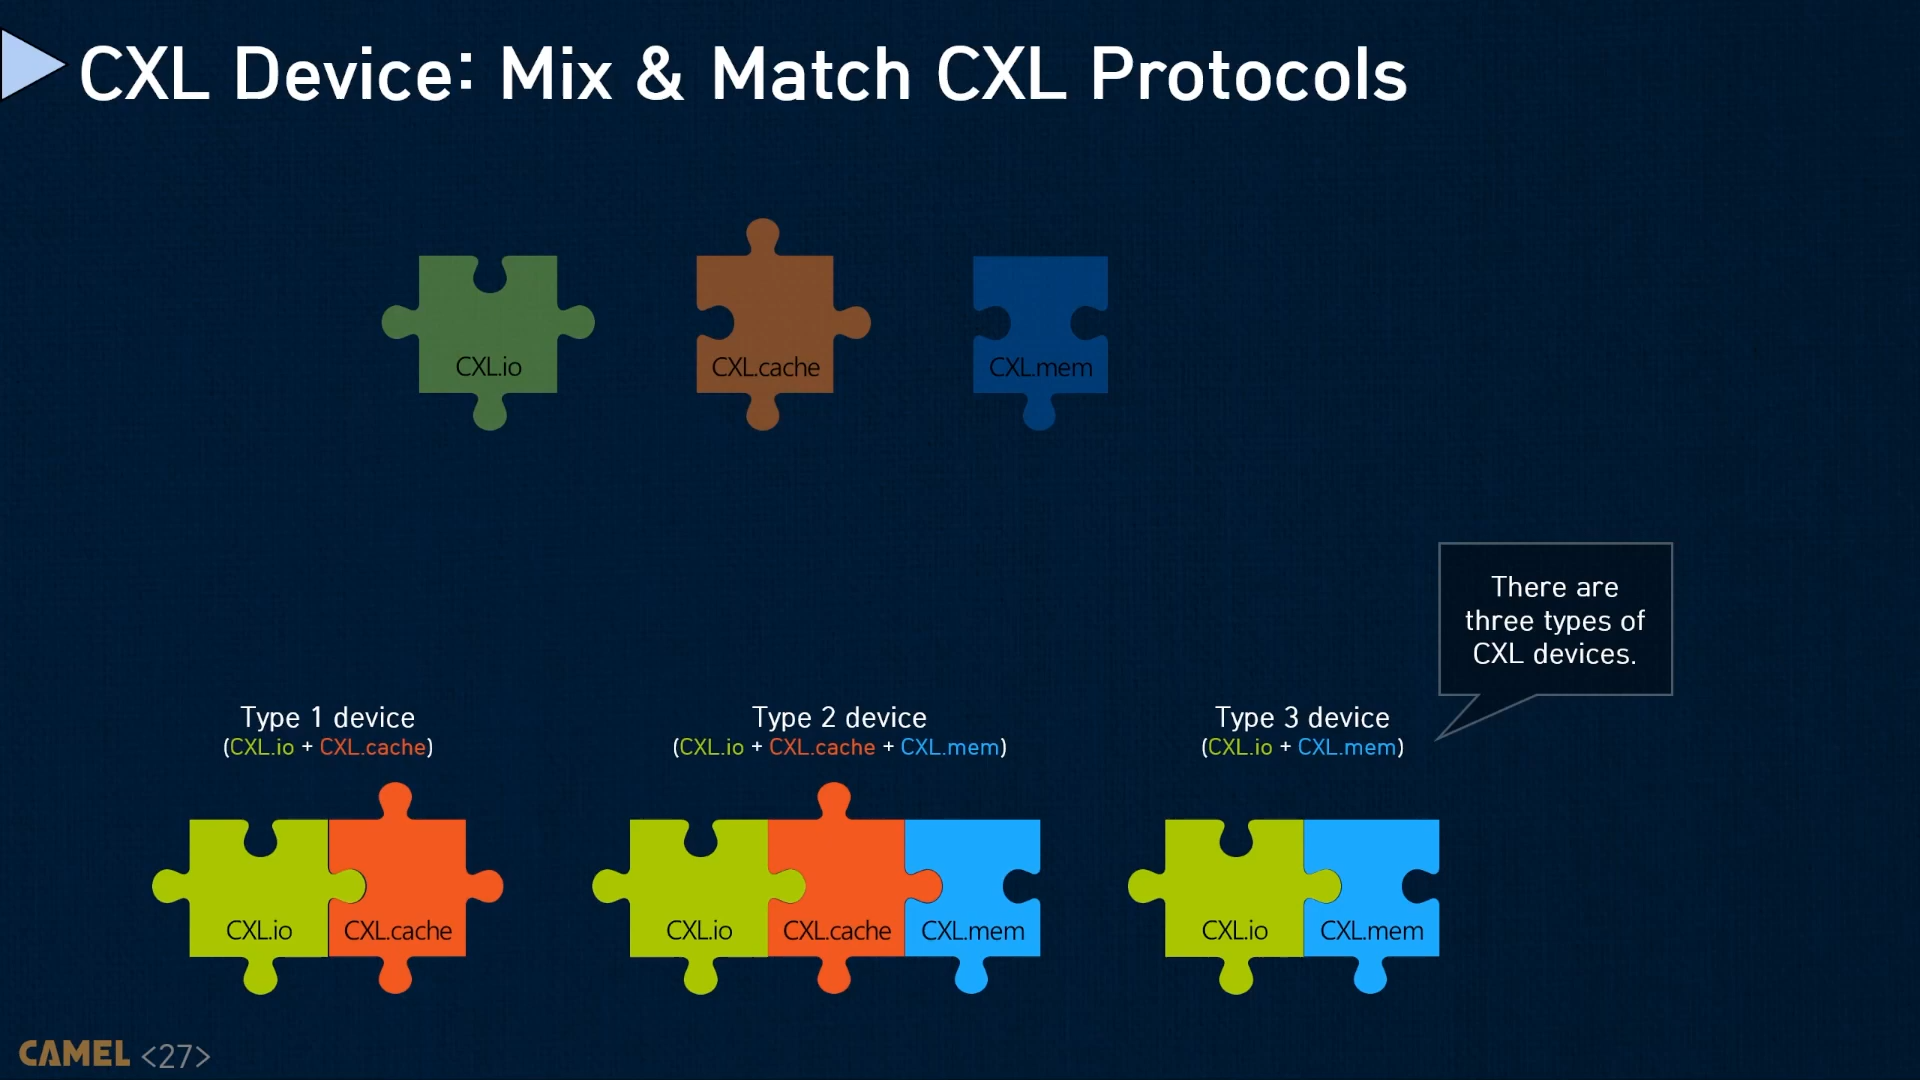 CXL Device: Mix & Match CXL Protocols
CXL.io
CXL.cache
CXL.mem
There are
three types of
CXL devices.
Type 1 device
(CXL.io + CXL.cache)
Type 2 device
(CXL.io + CXL.cache + CXL.mem)
Type 3 device
(CXL.io + CXL.mem)
CXL.io
CXL.cache
CXL.io
CXL.cache
CXL.mem
CXL.io
CXL.mem
CAMEL <27>